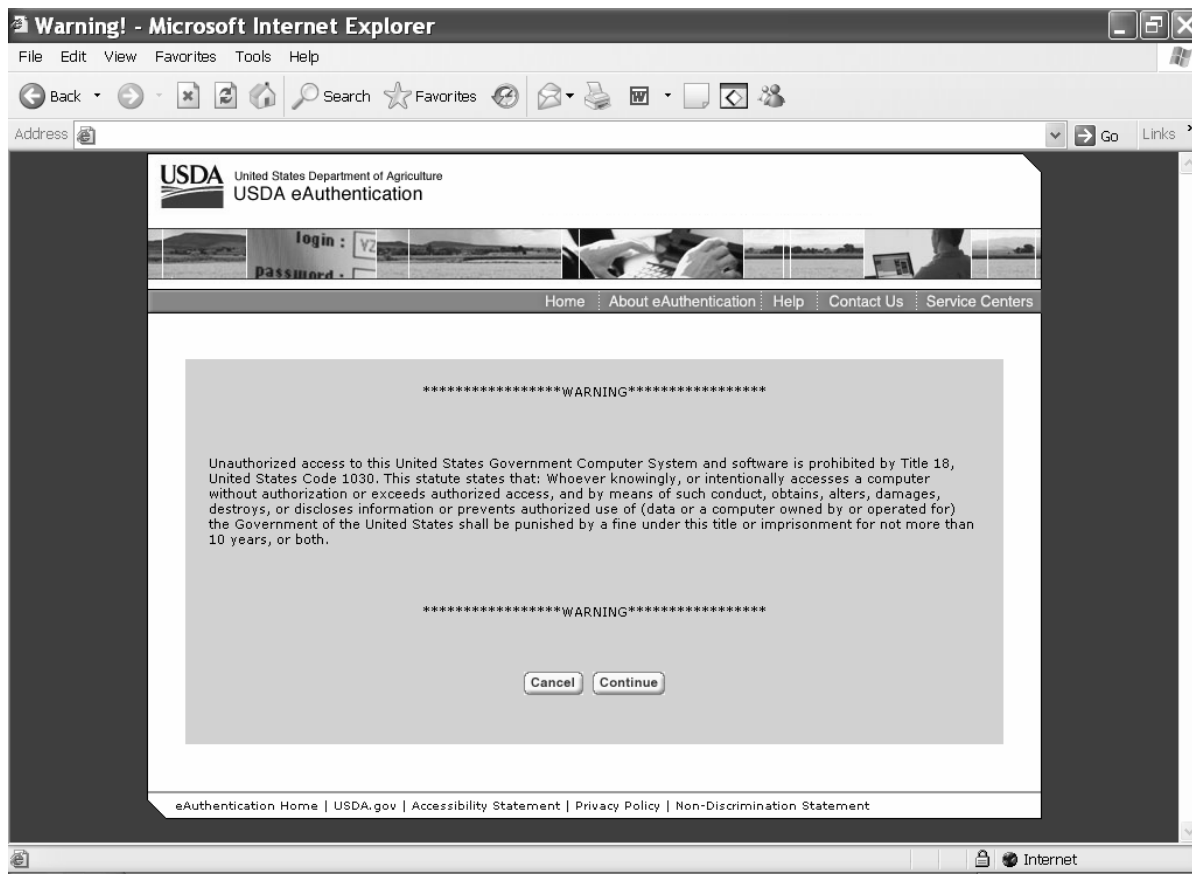 Warning! - Microsoft Internet Explorer
File Edit View Favorites Tools Help
Back Search Favorites
Address Go Links
USDA United States Department of Agriculture
USDA eAuthentication
login : YZ
password :
Home About eAuthentication Help Contact Us Service Centers
*****************WARNING*****************
Unauthorized access to this United States Government Computer System and software is prohibited by Title 18,
United States Code 1030. This statute states that: Whoever knowingly, or intentionally accesses a computer
without authorization or exceeds authorized access, and by means of such conduct, obtains, alters, damages,
destroys, or discloses information or prevents authorized use of (data or a computer owned by or operated for)
the Government of the United States shall be punished by a fine under this title or imprisonment for not more than
10 years, or both.
*****************WARNING*****************
Cancel Continue
eAuthentication Home | USDA.gov | Accessibility Statement | Privacy Policy | Non-Discrimination Statement
Internet